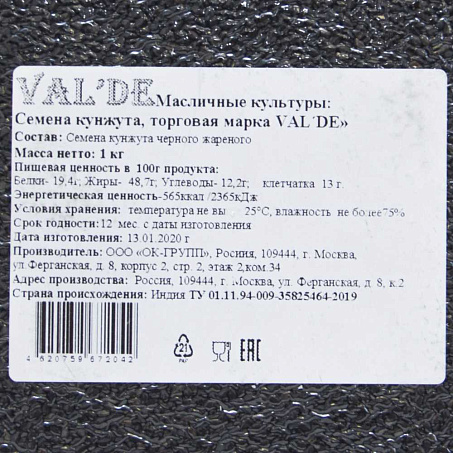 VAL'DE Масличные культуры:
Семена кунжута, торговая марка VAL'DE»
Состав: Семена кунжута черного жареного
Масса нетто: 1 кг
Пищевая ценность в 100г продукта:
Белки- 19,4г; Жиры- 48,7г; Углеводы- 12,2г; клетчатка 13 г.
Энергетическая ценность-565ккал /2365кДж
Условия хранения: температура не вы 25°С, влажность не более 75%
Срок годности: 12 мес. с даты изготовления
Дата изготовления: 13.01.2020 г
Производитель: ООО «ОК-ГРУПП», Росиия, 109444, г. Москва,
ул.Ферганская, д. 8, корпус 2, стр. 2, этаж 2,ком.34
Адрес производства: Россия, 109444, г. Москва, ул. Ферганская, д. 8, к.2
Страна происхождения: Индия ТУ 01.11.94-009-35825464-2019
4 620759 672042
21
EAC